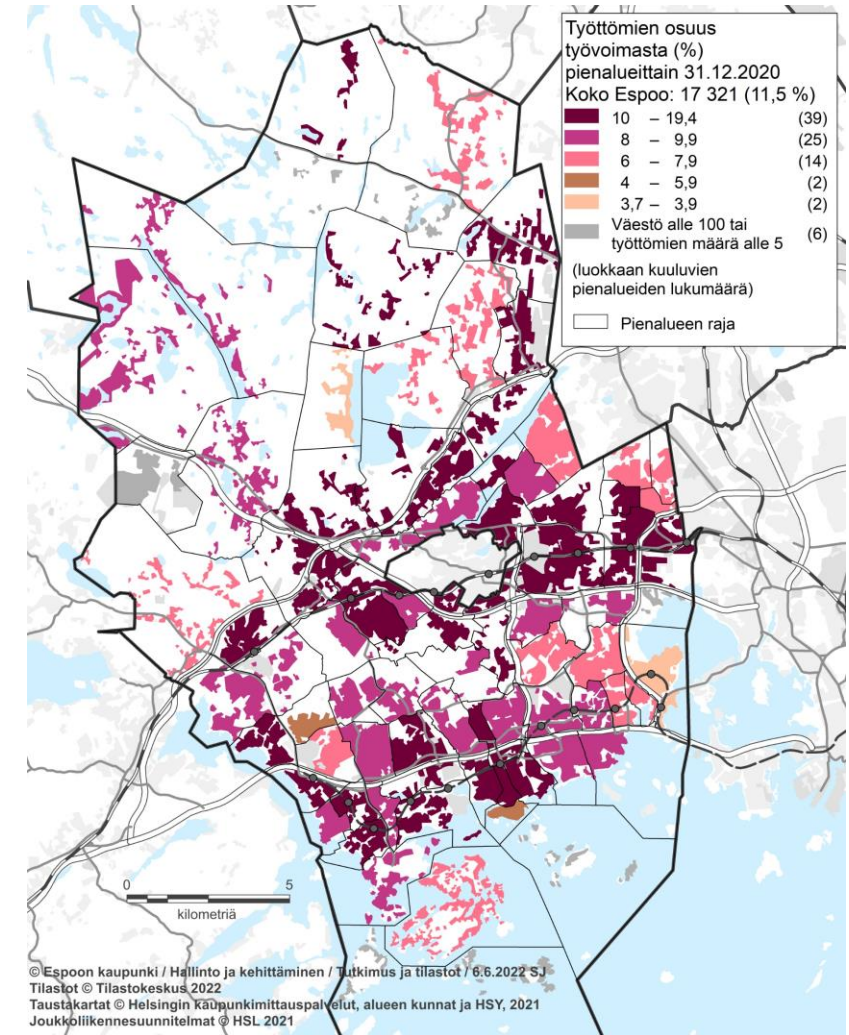 Työttömien osuus
työvoimasta (%)
pienalueittain 31.12.2020
Koko Espoo: 17 321 (11,5 %)
10 – 19,4 (39)
8 – 9,9 (25)
6 – 7,9 (14)
4 – 5,9 (2)
3,7 – 3,9 (2)
Väestö alle 100 tai
työttömien määrä alle 5 (6)
(luokkaan kuuluvien
pienalueiden lukumäärä)
Pienalueen raja
0 5
kilometriä
© Espoon kaupunki / Hallinto ja kehittäminen / Tutkimus ja tilastot / 6.6.2022 SJ
Tilastot © Tilastokeskus 2022
Taustakartat © Helsingin kaupunkimittauspalvelut, alueen kunnat ja HSY, 2021
Joukkoliikennesuunnitelmat © HSL 2021